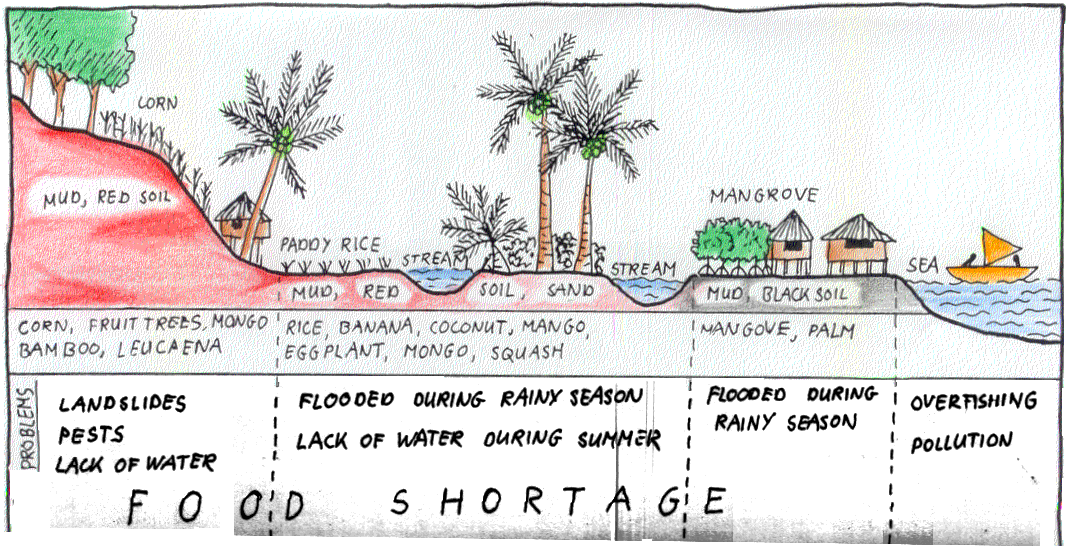 CORN
MUD, RED SOIL
PADDY RICE
STREAM
STREAM
MANGROVE
SEA
MUD, RED
SOIL, SAND
MUD, BLACK SOIL
CORN, FRUIT TREES, MONGO
BAMBOO, LEUCAENA
RICE, BANANA, COCONUT, MANGO,
EGGPLANT, MONGO, SQUASH
MANGOVE, PALM
PROBLEMS
LANDSLIDES
PESTS
LACK OF WATER
FLOODED DURING RAINY SEASON
LACK OF WATER DURING SUMMER
FLOODED DURING
RAINY SEASON
OVERFISHING
POLLUTION
FOOD SHORTAGE